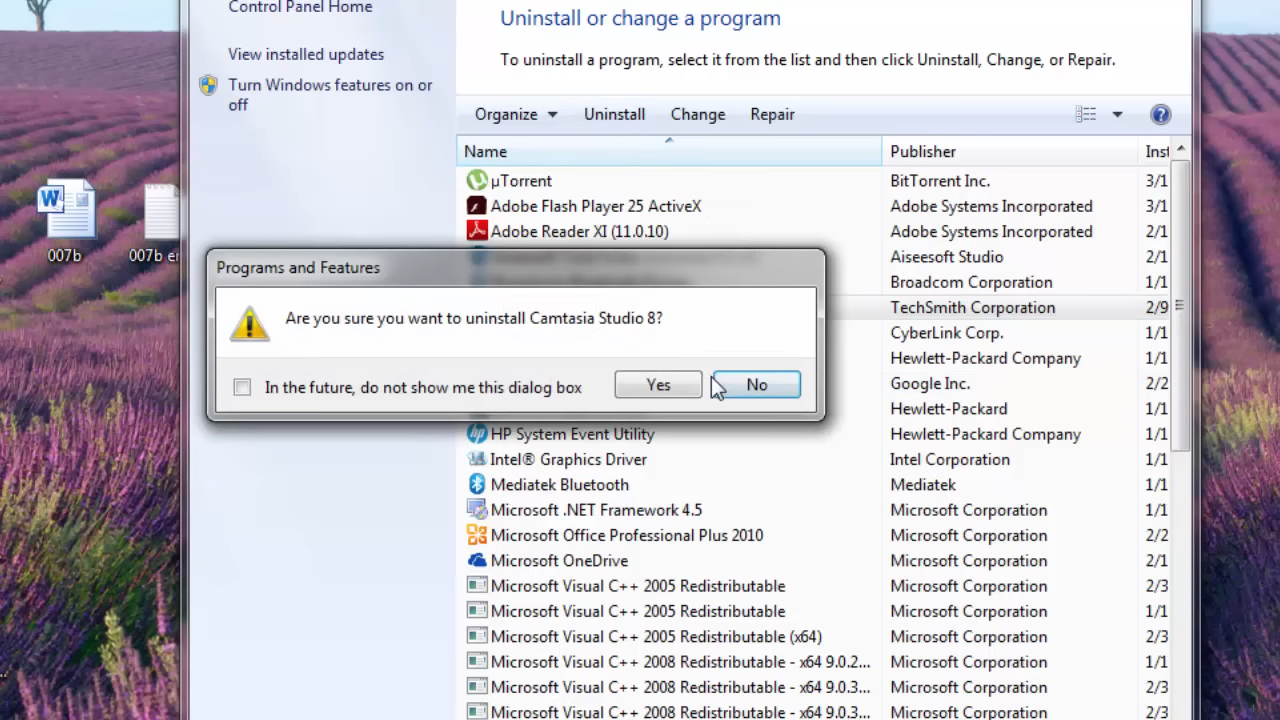 Control Panel Home
View installed updates
Turn Windows features on or
off
Uninstall or change a program
To uninstall a program, select it from the list and then click Uninstall, Change, or Repair.
Organize Uninstall Change Repair
Name Publisher Inst
µTorrent BitTorrent Inc. 3/1
Adobe Flash Player 25 ActiveX Adobe Systems Incorporated 3/1
Adobe Reader XI (11.0.10) Adobe Systems Incorporated 2/1
Aiseesoft Studio 2/1
Broadcom Corporation 1/1
TechSmith Corporation 2/9
CyberLink Corp. 1/1
Hewlett-Packard Company 1/1
Google Inc. 2/2
Hewlett-Packard 1/1
HP System Event Utility Hewlett-Packard Company 1/1
Intel® Graphics Driver Intel Corporation 1/1
Mediatek Bluetooth Mediatek 1/1
Microsoft .NET Framework 4.5 Microsoft Corporation 1/1
Microsoft Office Professional Plus 2010 Microsoft Corporation 2/2
Microsoft OneDrive Microsoft Corporation 1/1
Microsoft Visual C++ 2005 Redistributable Microsoft Corporation 2/3
Microsoft Visual C++ 2005 Redistributable Microsoft Corporation 1/1
Microsoft Visual C++ 2005 Redistributable (x64) Microsoft Corporation 2/3
Microsoft Visual C++ 2008 Redistributable - x64 9.0.2... Microsoft Corporation 1/1
Microsoft Visual C++ 2008 Redistributable - x64 9.0.3... Microsoft Corporation 2/3
Microsoft Visual C++ 2008 Redistributable - x64 9.0.3... Microsoft Corporation 2/3
Programs and Features
Are you sure you want to uninstall Camtasia Studio 8?
In the future, do not show me this dialog box
Yes No
W
007b
007b en